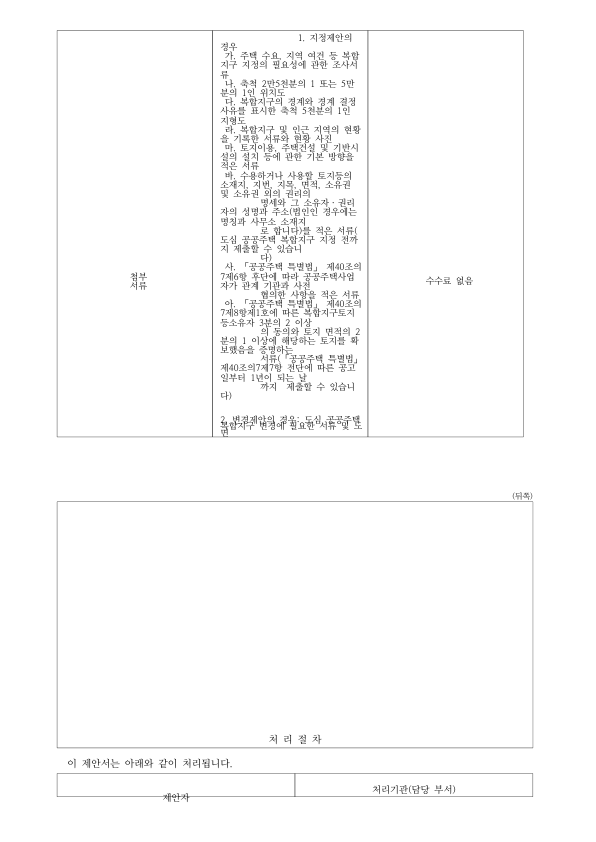 첨부
서류
1. 지정제안의
경우
가. 주택 수요, 지역 여건 등 복합
지구 지정의 필요성에 관한 조사서
류
나. 축척 2만5천분의 1 또는 5만
분의 1인 위치도
다. 복합지구의 경계와 경계 결정
사유를 표시한 축척 5천분의 1인
지형도
라. 복합지구 및 인근 지역의 현황
을 기록한 서류와 현황 사진
마. 토지이용, 주택건설 및 기반시
설의 설치 등에 관한 기본 방향을
적은 서류
바. 수용하거나 사용할 토지등의
소재지, 지번, 지목, 면적, 소유권
및 소유권 외의 권리의
명세와 그 소유자ㆍ권리
자의 성명과 주소(법인인 경우에는
명칭과 사무소 소재지
로 합니다)를 적은 서류(
도심 공공주택 복합지구 지정 전까
지 제출할 수 있습니
다)
사. 「공공주택 특별법」 제40조의
7제6항 후단에 따라 공공주택사업
자가 관계 기관과 사전
협의한 사항을 적은 서류
아. 「공공주택 특별법」 제40조의
7제8항제1호에 따른 복합지구토지
등소유자 3분의 2 이상
의 동의와 토지 면적의 2
분의 1 이상에 해당하는 토지를 확
보했음을 증명하는
서류(「공공주택 특별법」
제40조의7제7항 전단에 따른 공고
일부터 1년이 되는 날
까지 제출할 수 있습니
다)
2. 변경제안의 경우: 도심 공공주택
복합지구 변경에 필요한 서류 및 도
면
수수료 없음
(뒤쪽)
처 리 절 차
이 제안서는 아래와 같이 처리됩니다.
제안자
처리기관(담당 부서)